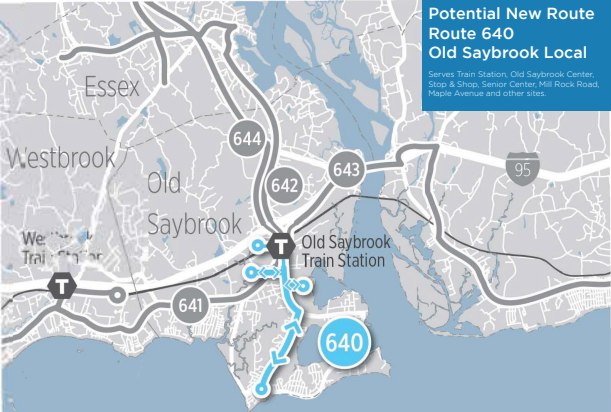 Potential New Route
Route 640
Old Saybrook Local
Serves Train Station, Old Saybrook Center,
Stop & Shop, Senior Center, Mill Rock Road,
Maple Avenue and other sites.
Essex
644
Westbrook
Old
Saybrook
642
643
95
T
Old Saybrook
Train Station
T
641
640